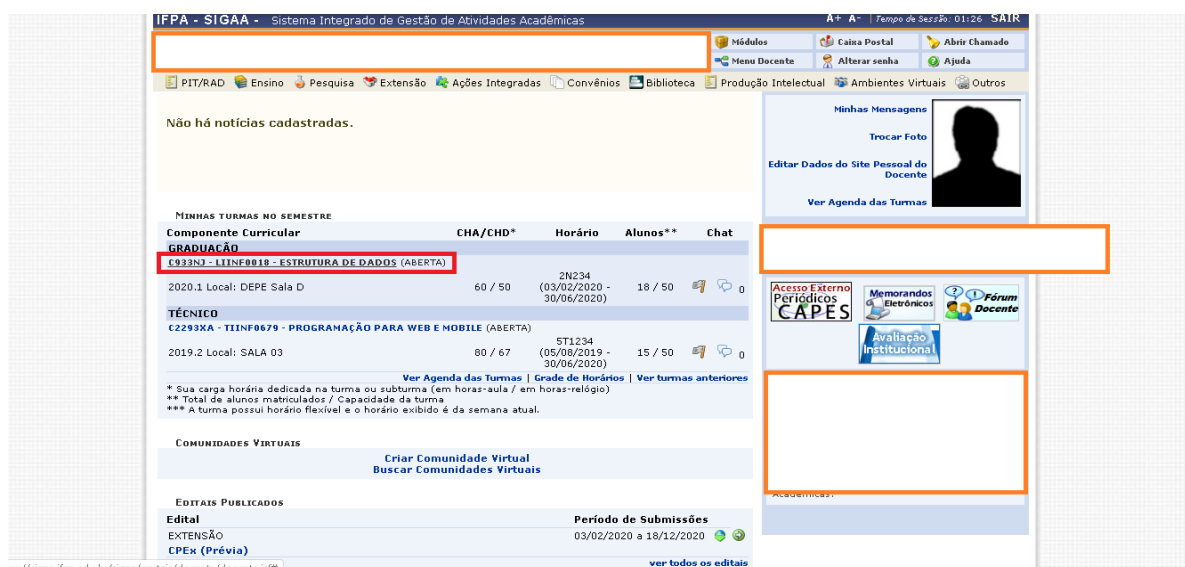 IFPA - SIGAA - Sistema Integrado de Gestão de Atividades Acadêmicas
A+ A- | Tempo de Sessão: 01:26 SAIR
Módulos Caixa Postal Abrir Chamado
Menu Docente Alterar senha Ajuda
PIT/RAD Ensino Pesquisa Extensão Ações Integradas Convênios Biblioteca Produção Intelectual Ambientes Virtuais Outros
Não há notícias cadastradas.
Minhas turmas no semestre
Componente Curricular CHA/CHD* Horário Alunos** Chat
GRADUAÇÃO
C933NJ - LIINF0018 - ESTRUTURA DE DADOS (ABERTA)
2020.1 Local: DEPE Sala D 60 / 50 2N234 (03/02/2020 - 30/06/2020) 18 / 50 0
TÉCNICO
C2293XA - TIINF0679 - PROGRAMAÇÃO PARA WEB E MOBILE (ABERTA)
2019.2 Local: SALA 03 80 / 67 5T1234 (05/08/2019 - 30/06/2020) 15 / 50 0
Ver Agenda das Turmas | Grade de Horários | Ver turmas anteriores
* Sua carga horária dedicada na turma ou subturma (em horas-aula / em horas-relógio)
** Total de alunos matriculados / Capacidade da turma
*** A turma possui horário flexível e o horário exibido é da semana atual.
Comunidades Virtuais
Criar Comunidade Virtual
Buscar Comunidades Virtuais
Editais Publicados
Edital Período de Submissões
EXTENSÃO 03/02/2020 a 18/12/2020
CPEx (Prévia)
ver todos os editais
Minhas Mensagens
Trocar Foto
Editar Dados do Site Pessoal do
Docente
Ver Agenda das Turmas
Acesso Externo
Periódicos
CAPES
Memorandos
Eletrônicos
Fórum
Docente
Avaliação
Institucional